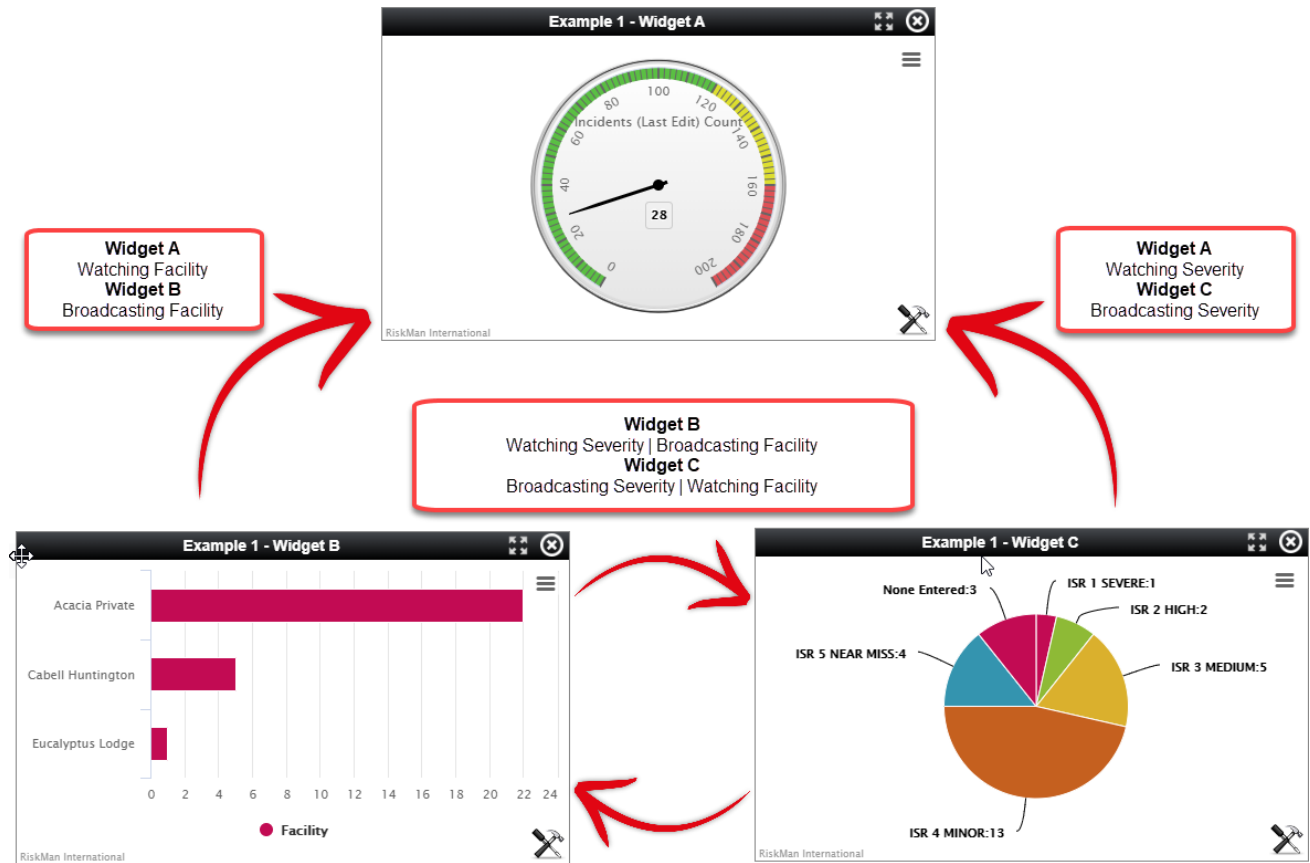 Example 1 - Widget A
0
20
40
60
80
100
120
140
160
180
200
Incidents (Last Edit) Count
28
RiskMan International
Widget A
Watching Facility
Widget B
Broadcasting Facility
Widget A
Watching Severity
Widget C
Broadcasting Severity
Widget B
Watching Severity | Broadcasting Facility
Widget C
Broadcasting Severity | Watching Facility
Example 1 - Widget B
Acacia Private
Cabell Huntington
Eucalyptus Lodge
0 2 4 6 8 10 12 14 16 18 20 22 24
Facility
RiskMan International
Example 1 - Widget C
None Entered:3
ISR 1 SEVERE:1
ISR 2 HIGH:2
ISR 5 NEAR MISS:4
ISR 3 MEDIUM:5
ISR 4 MINOR:13
RiskMan International